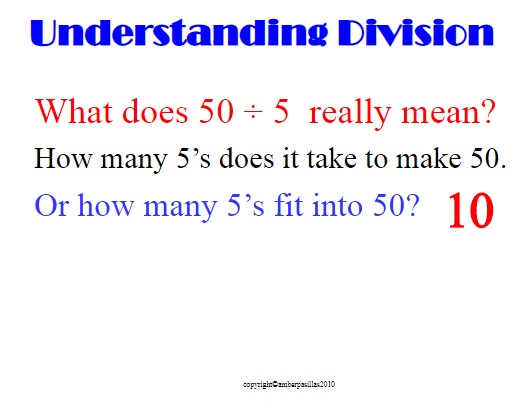 Understanding Division
What does 50 ÷ 5 really mean?
How many 5’s does it take to make 50.
Or how many 5’s fit into 50? 10
copyright©amberpasillas2010